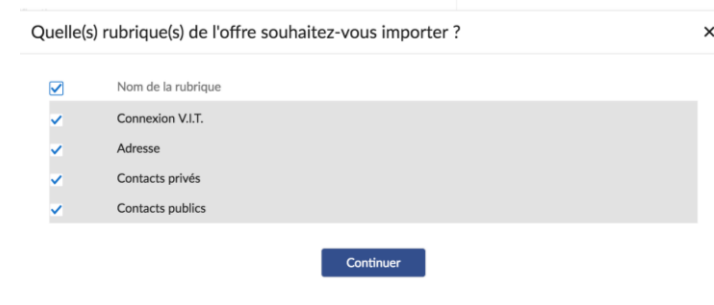 Quelle(s) rubrique(s) de l'offre souhaitez-vous importer ?
Nom de la rubrique
Connexion V.I.T.
Adresse
Contacts privés
Contacts publics
Continuer